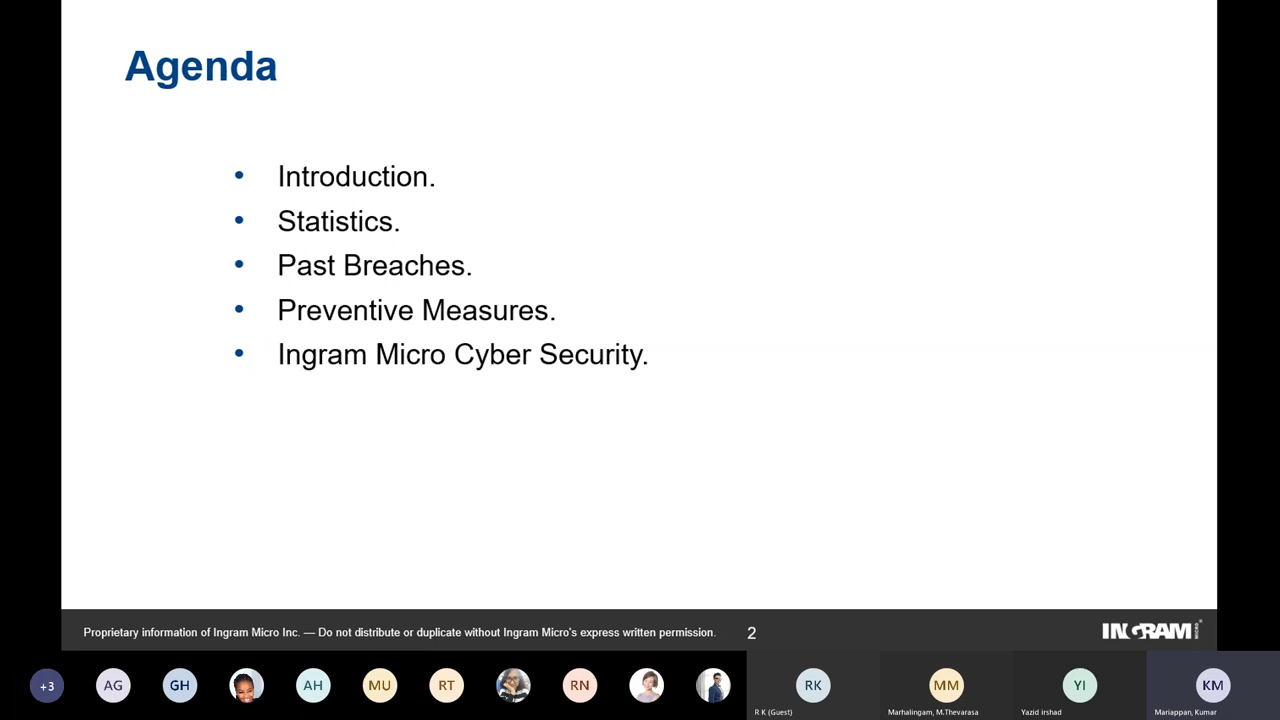 Agenda
• Introduction.
• Statistics.
• Past Breaches.
• Preventive Measures.
• Ingram Micro Cyber Security.
Proprietary information of Ingram Micro Inc. — Do not distribute or duplicate without Ingram Micro's express written permission.
2
INGRAM MICRO®
+3
AG
GH
AH
MU
RT
RN
RK
MM
YI
KM
R K (Guest)
Marhalingam, M.Thevarasa
Yazid irshad
Mariappan, Kumar